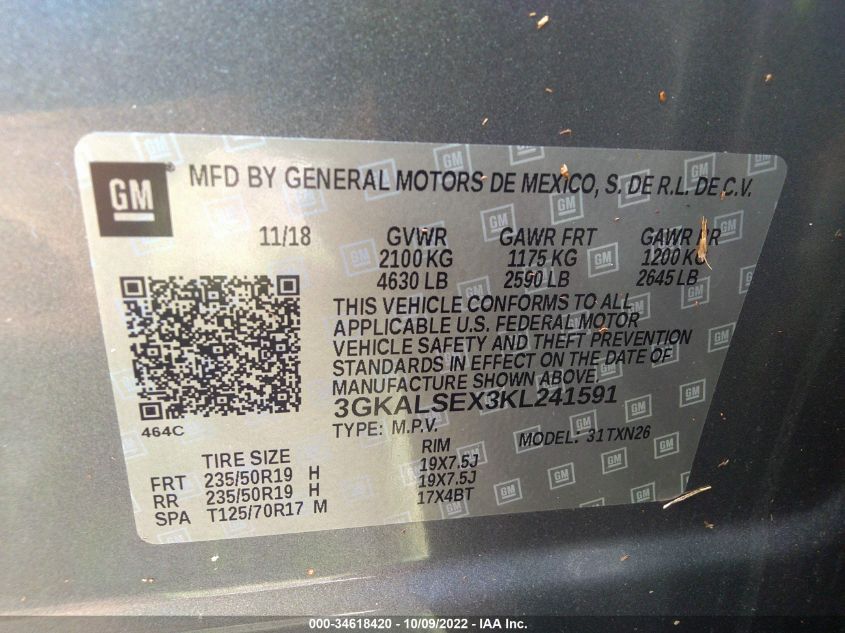 GM
MFD BY GENERAL MOTORS DE MEXICO, S. DE R.L. DE C.V.
11/18 GVWR GAWR FRT GAWR RR
2100 KG 1175 KG 1200 KG
4630 LB 2590 LB 2645 LB
THIS VEHICLE CONFORMS TO ALL
APPLICABLE U.S. FEDERAL MOTOR
VEHICLE SAFETY AND THEFT PREVENTION
STANDARDS IN EFFECT ON THE DATE OF
MANUFACTURE SHOWN ABOVE
3GKALSEX3KL241591
464C
TYPE: M.P.V. MODEL: 31TXN26
TIRE SIZE RIM
FRT 235/50R19 H 19X7.5J
RR 235/50R19 H 19X7.5J
SPA T125/70R17 M 17X4BT
000-34618420 - 10/09/2022 - IAA Inc.